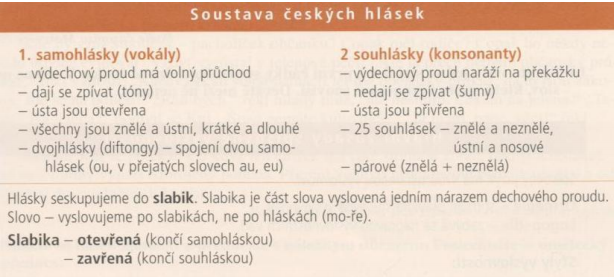 Soustava českých hlásek
1. samohlásky (vokály)
– výdechový proud má volný průchod
– dají se zpívat (tóny)
– ústa jsou otevřena
– všechny jsou znělé a ústní, krátké a dlouhé
– dvojhlásky (diftongy) – spojení dvou samo-
hlásek (ou, v přejatých slovech au, eu)
2 souhlásky (konsonanty)
– výdechový proud naráží na překážku
– nedají se zpívat (šumy)
– ústa jsou přivřena
– 25 souhlásek – znělé a neznělé,
ústní a nosové
– párové (znělá + neznělá)
Hlásky seskupujeme do slabik. Slabika je část slova vyslovená jedním nárazem dechového proudu.
Slovo – vyslovujeme po slabikách, ne po hláskách (mo-ře).
Slabika – otevřená (končí samohláskou)
– zavřená (končí souhláskou)